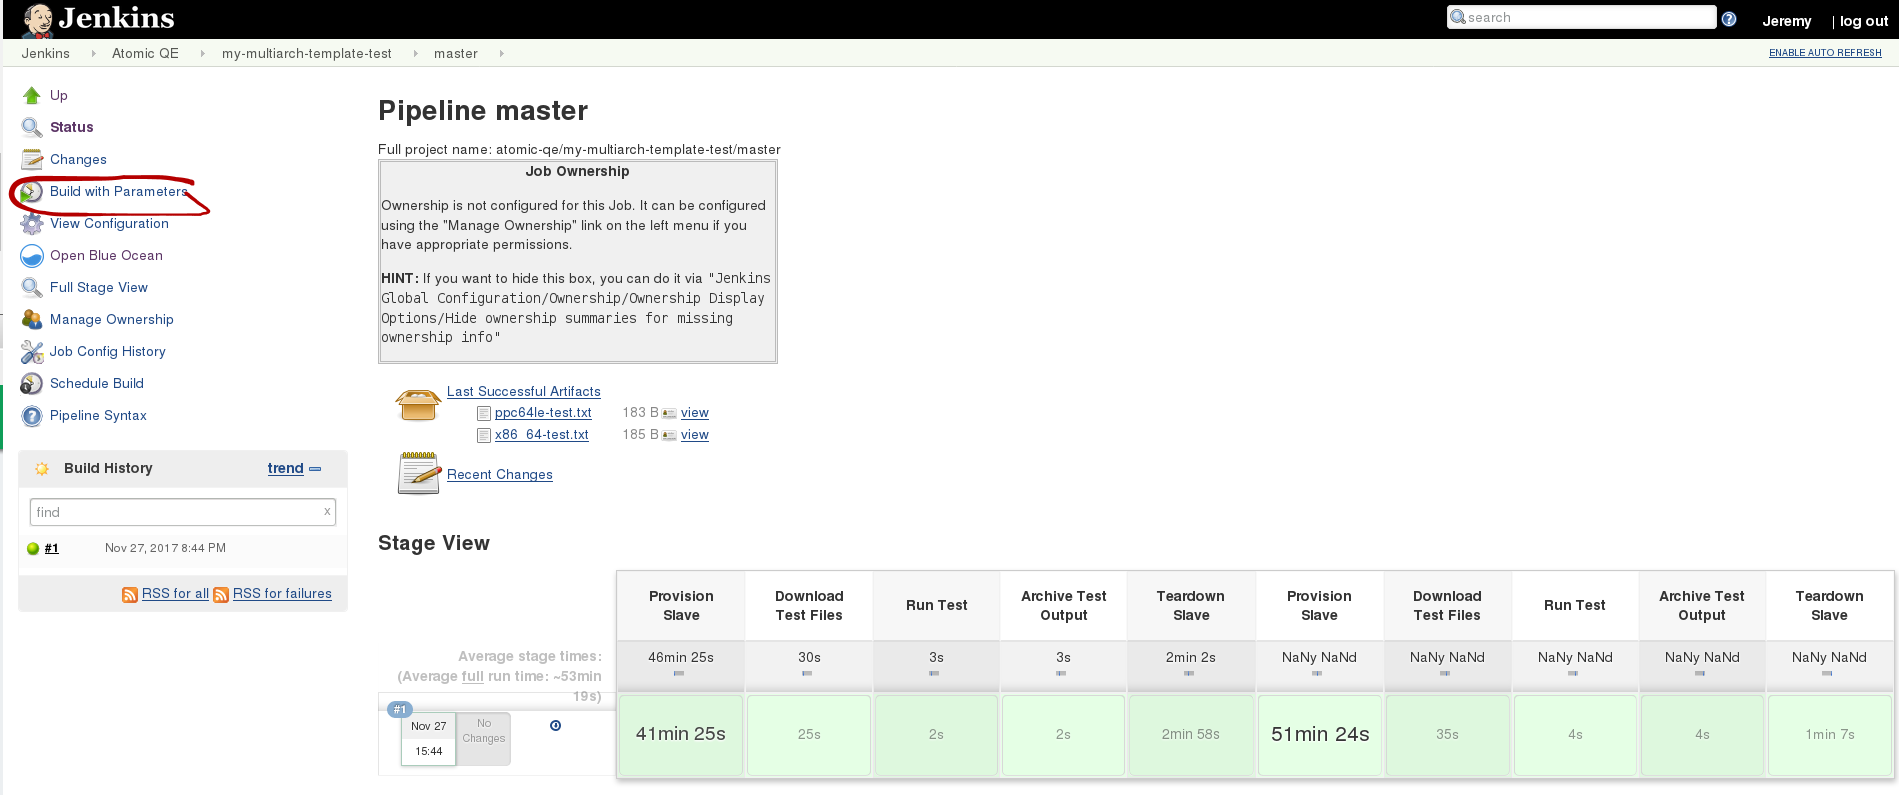 Jenkins
search
Jeremy | log out
Jenkins Atomic QE my-multiarch-template-test master
ENABLE AUTO REFRESH
Up
Status
Changes
Build with Parameters
View Configuration
Open Blue Ocean
Full Stage View
Manage Ownership
Job Config History
Schedule Build
Pipeline Syntax
Build History trend
find x
#1 Nov 27, 2017 8:44 PM
RSS for all RSS for failures
Pipeline master
Full project name: atomic-qe/my-multiarch-template-test/master
Job Ownership
Ownership is not configured for this Job. It can be configured
using the "Manage Ownership" link on the left menu if you
have appropriate permissions.
HINT: If you want to hide this box, you can do it via "Jenkins
Global Configuration/Ownership/Ownership Display
Options/Hide ownership summaries for missing
ownership info"
Last Successful Artifacts
ppc64le-test.txt 183 B view
x86_64-test.txt 185 B view
Recent Changes
Stage View
Provision Download Run Test Archive Test Teardown Provision Download Run Test Archive Test Teardown
Slave Test Files Output Slave Slave Test Files Output Slave
Average stage times: 46min 25s 30s 3s 3s 2min 2s NaNy NaNd NaNy NaNd NaNy NaNd NaNy NaNd NaNy NaNd
(Average full run time: ~53min
19s)
#1
Nov 27 No
Changes
15:44
41min 25s 25s 2s 2s 2min 58s 51min 24s 35s 4s 4s 1min 7s